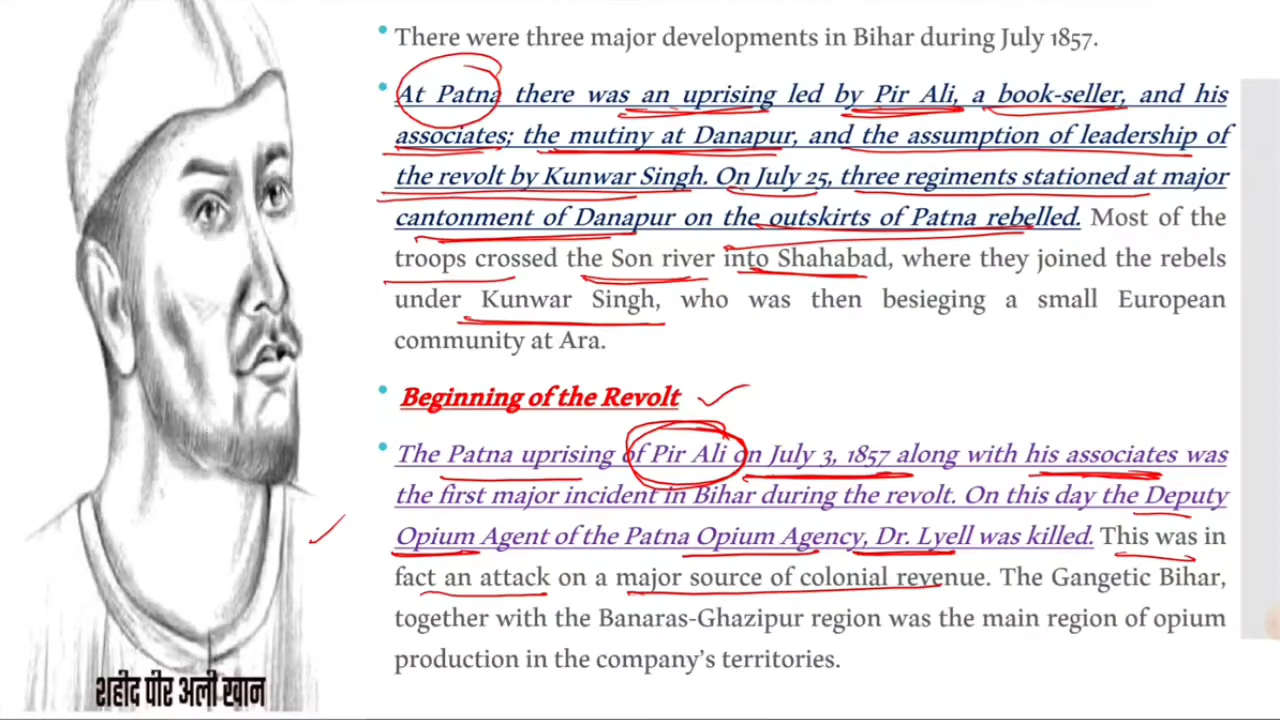 There were three major developments in Bihar during July 1857.
At Patna there was an uprising led by Pir Ali, a book-seller, and his
associates; the mutiny at Danapur, and the assumption of leadership of
the revolt by Kunwar Singh. On July 25, three regiments stationed at major
cantonment of Danapur on the outskirts of Patna rebelled. Most of the
troops crossed the Son river into Shahabad, where they joined the rebels
under Kunwar Singh, who was then besieging a small European
community at Ara.
Beginning of the Revolt
The Patna uprising of Pir Ali on July 3, 1857 along with his associates was
the first major incident in Bihar during the revolt. On this day the Deputy
Opium Agent of the Patna Opium Agency, Dr. Lyell was killed. This was in
fact an attack on a major source of colonial revenue. The Gangetic Bihar,
together with the Banaras-Ghazipur region was the main region of opium
production in the company's territories.
शहीद पीर अली खान